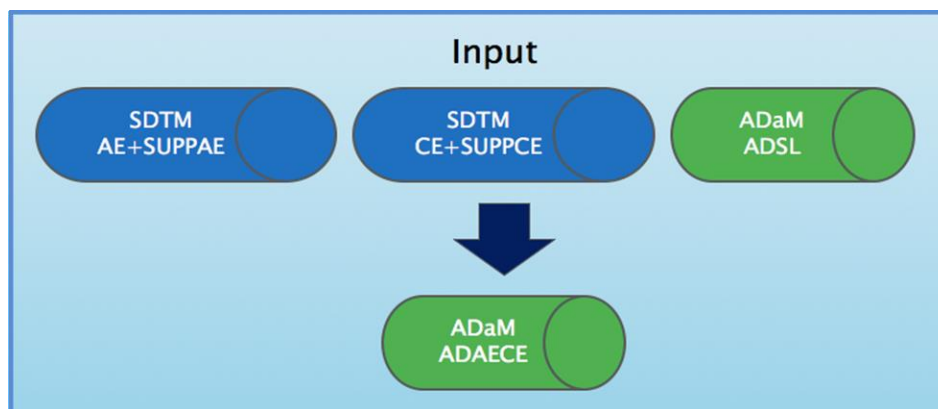 Input
SDTM
AE+SUPPAE
SDTM
CE+SUPPCE
ADaM
ADSL
ADaM
ADAECE